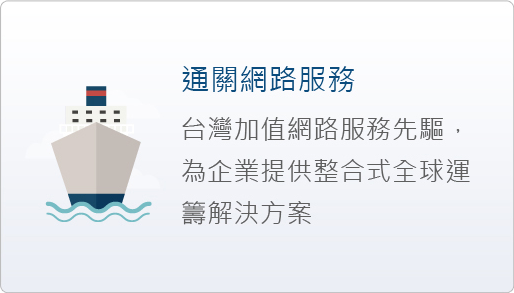 通關網路服務
台灣加值網路服務先驅，
為企業提供整合式全球運
籌解決方案